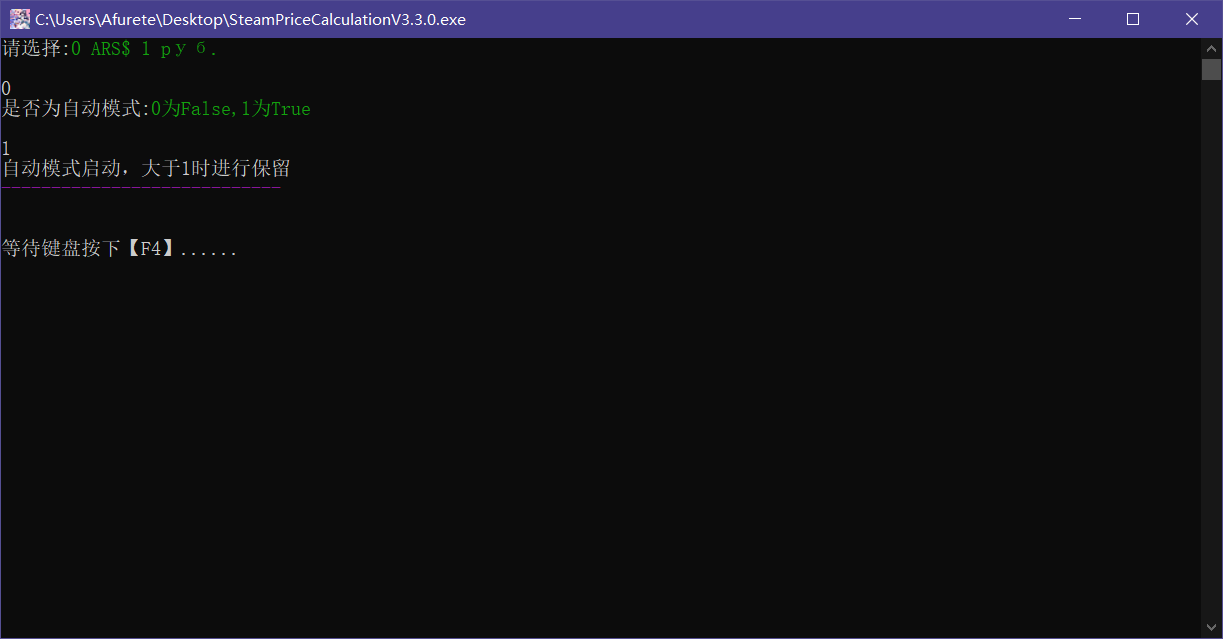 C:\Users\Afurete\Desktop\SteamPriceCalculationV3.3.0.exe
请选择:0 ARS$ 1 руб.
0
是否为自动模式:0为False,1为True
1
自动模式启动，大于1时进行保留
----------------------------
等待键盘按下【F4】......